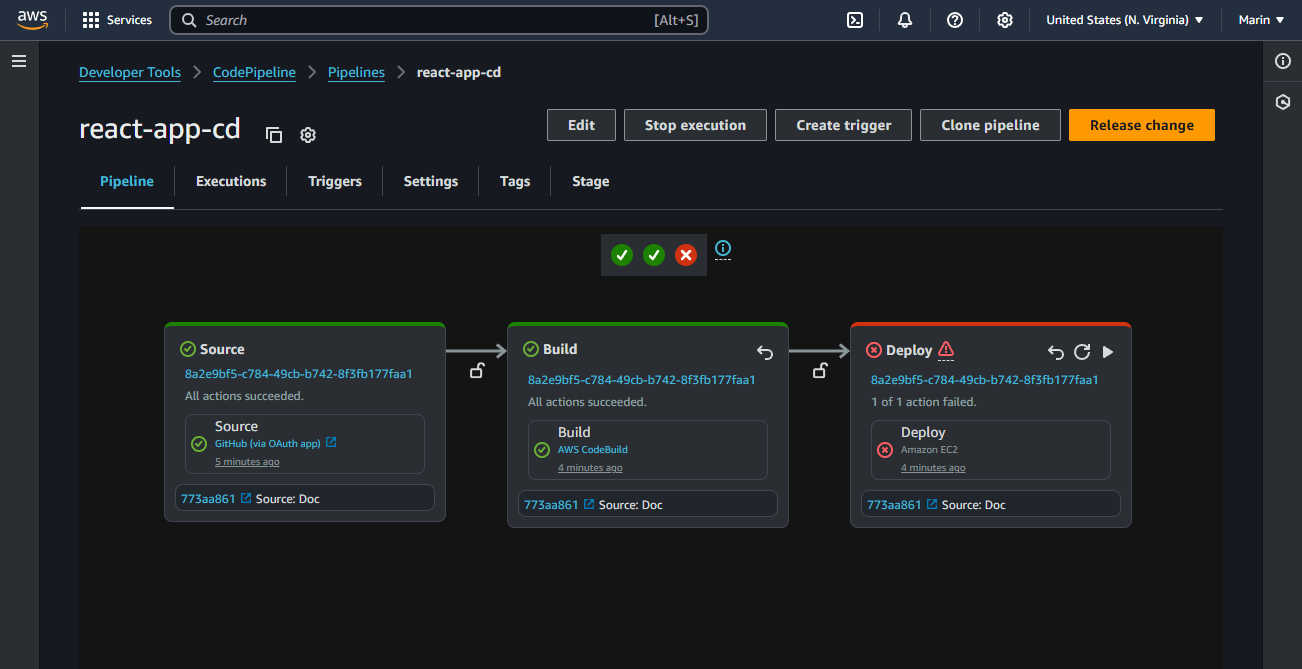 aws
Services
Search
[Alt+S]
United States (N. Virginia)
Marin
Developer Tools
CodePipeline
Pipelines
react-app-cd
react-app-cd
Edit
Stop execution
Create trigger
Clone pipeline
Release change
Pipeline
Executions
Triggers
Settings
Tags
Stage
Source
8a2e9bf5-c784-49cb-b742-8f3fb177faa1
All actions succeeded.
Source
GitHub (via OAuth app)
5 minutes ago
773aa861 Source: Doc
Build
8a2e9bf5-c784-49cb-b742-8f3fb177faa1
All actions succeeded.
Build
AWS CodeBuild
4 minutes ago
773aa861 Source: Doc
Deploy
8a2e9bf5-c784-49cb-b742-8f3fb177faa1
1 of 1 action failed.
Deploy
Amazon EC2
4 minutes ago
773aa861 Source: Doc